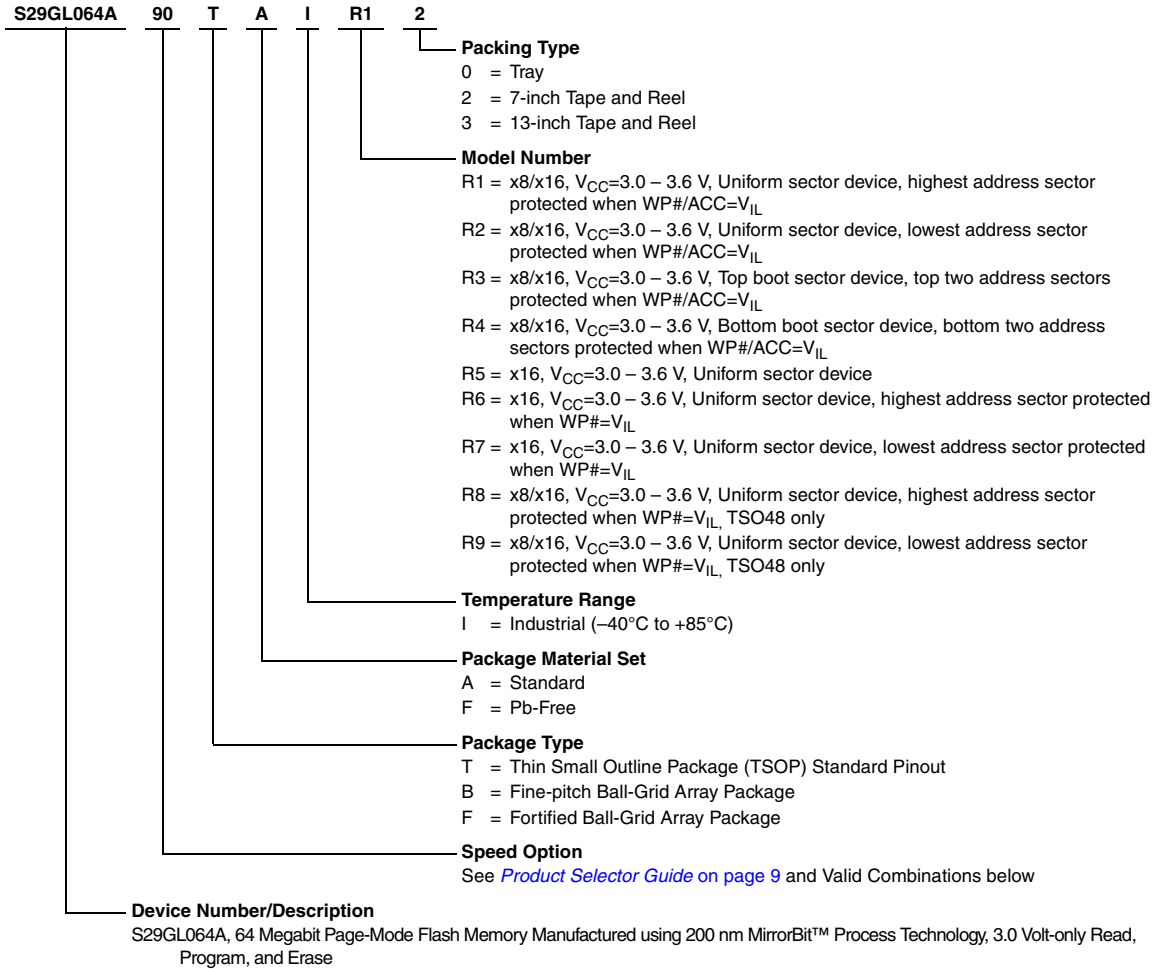 S29GL064A 90 T A I R1 2
Packing Type
0 = Tray
2 = 7-inch Tape and Reel
3 = 13-inch Tape and Reel
Model Number
R1 = x8/x16, VCC=3.0 – 3.6 V, Uniform sector device, highest address sector
protected when WP#/ACC=VIL
R2 = x8/x16, VCC=3.0 – 3.6 V, Uniform sector device, lowest address sector
protected when WP#/ACC=VIL
R3 = x8/x16, VCC=3.0 – 3.6 V, Top boot sector device, top two address sectors
protected when WP#/ACC=VIL
R4 = x8/x16, VCC=3.0 – 3.6 V, Bottom boot sector device, bottom two address
sectors protected when WP#/ACC=VIL
R5 = x16, VCC=3.0 – 3.6 V, Uniform sector device
R6 = x16, VCC=3.0 – 3.6 V, Uniform sector device, highest address sector protected
when WP#=VIL
R7 = x16, VCC=3.0 – 3.6 V, Uniform sector device, lowest address sector protected
when WP#=VIL
R8 = x8/x16, VCC=3.0 – 3.6 V, Uniform sector device, highest address sector
protected when WP#=VIL, TSO48 only
R9 = x8/x16, VCC=3.0 – 3.6 V, Uniform sector device, lowest address sector
protected when WP#=VIL, TSO48 only
Temperature Range
I = Industrial (–40°C to +85°C)
Package Material Set
A = Standard
F = Pb-Free
Package Type
T = Thin Small Outline Package (TSOP) Standard Pinout
B = Fine-pitch Ball-Grid Array Package
F = Fortified Ball-Grid Array Package
Speed Option
See Product Selector Guide on page 9 and Valid Combinations below
Device Number/Description
S29GL064A, 64 Megabit Page-Mode Flash Memory Manufactured using 200 nm MirrorBit™ Process Technology, 3.0 Volt-only Read,
Program, and Erase